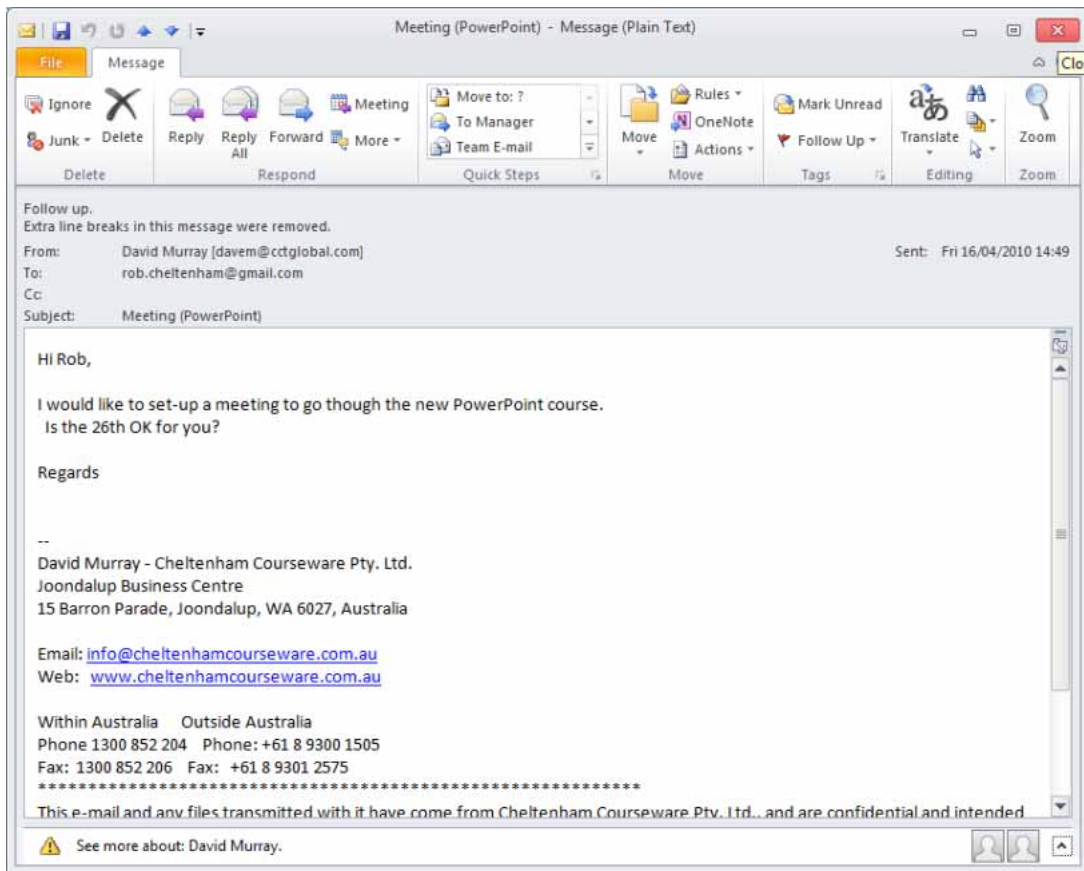 Meeting (PowerPoint) - Message (Plain Text)
File Message
Clo
Ignore
Junk
Delete
Reply
Reply All
Forward
Meeting
More
Move to: ?
To Manager
Team E-mail
Move
Rules
OneNote
Actions
Mark Unread
Follow Up
Translate
Zoom
Delete Respond Quick Steps Move Tags Editing Zoom
Follow up.
Extra line breaks in this message were removed.
From: David Murray [davem@cctglobal.com] Sent: Fri 16/04/2010 14:49
To: rob.cheltenham@gmail.com
Cc
Subject: Meeting (PowerPoint)
Hi Rob,
I would like to set-up a meeting to go though the new PowerPoint course.
Is the 26th OK for you?
Regards
--
David Murray - Cheltenham Courseware Pty. Ltd.
Joondalup Business Centre
15 Barron Parade, Joondalup, WA 6027, Australia
Email: info@cheltenhamcourseware.com.au
Web: www.cheltenhamcourseware.com.au
Within Australia Outside Australia
Phone 1300 852 204 Phone: +61 8 9300 1505
Fax: 1300 852 206 Fax: +61 8 9301 2575
************************************************************
This e-mail and any files transmitted with it have come from Cheltenham Courseware Pty. Ltd., and are confidential and intended
See more about: David Murray.